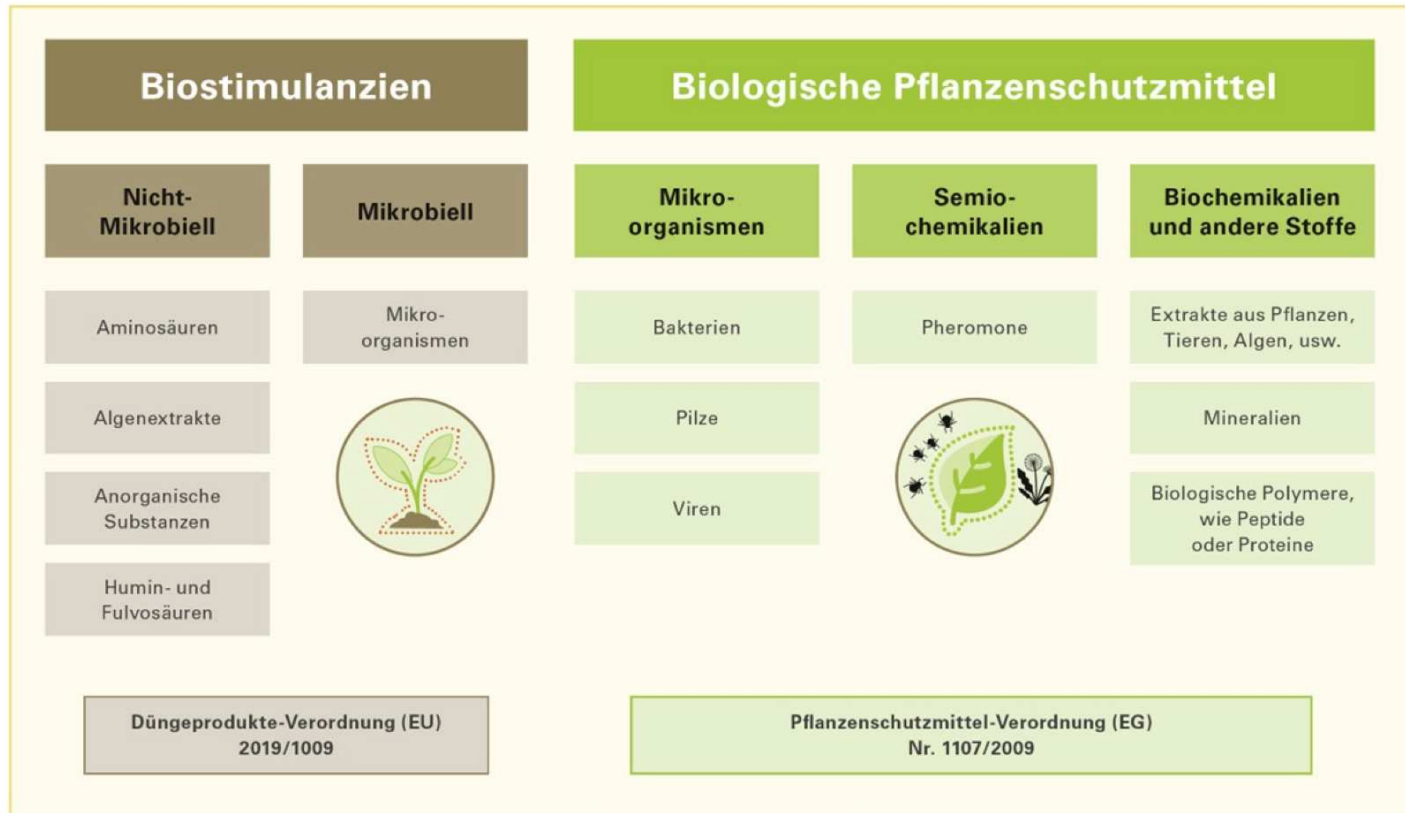 Biostimulanzien
Biologische Pflanzenschutzmittel
Nicht-
Mikrobiell
Mikrobiell
Mikro-
organismen
Semio-
chemikalien
Biochemikalien
und andere Stoffe
Aminosäuren
Mikro-
organismen
Bakterien
Pheromone
Extrakte aus Pflanzen,
Tieren, Algen, usw.
Algenextrakte
Pilze
Mineralien
Anorganische
Substanzen
Viren
Biologische Polymere,
wie Peptide
oder Proteine
Humin- und
Fulvosäuren
Düngeprodukte-Verordnung (EU)
2019/1009
Pflanzenschutzmittel-Verordnung (EG)
Nr. 1107/2009